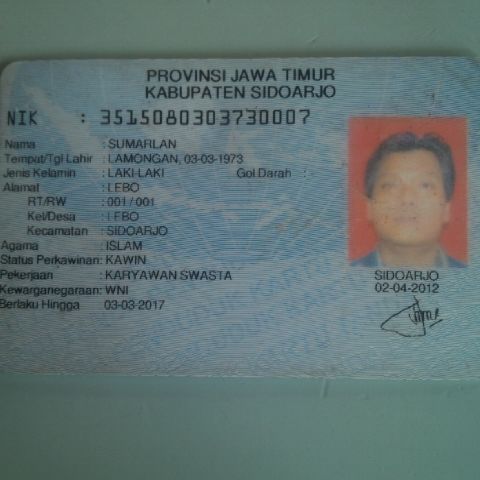 PROVINSI JAWA TIMUR
KABUPATEN SIDOARJO
NIK : 3515080303730007
Nama : SUMARLAN
Tempat/Tgl Lahir : LAMONGAN, 03-03-1973
Jenis Kelamin : LAKI-LAKI Gol Darah :
Alamat : LEBO
RT/RW : 001/001
Kel/Desa : LEBO
Kecamatan : SIDOARJO
Agama : ISLAM
Status Perkawinan: KAWIN
Pekerjaan : KARYAWAN SWASTA
Kewarganegaraan: WNI
Berlaku Hingga 03-03-2017
SIDOARJO
02-04-2012